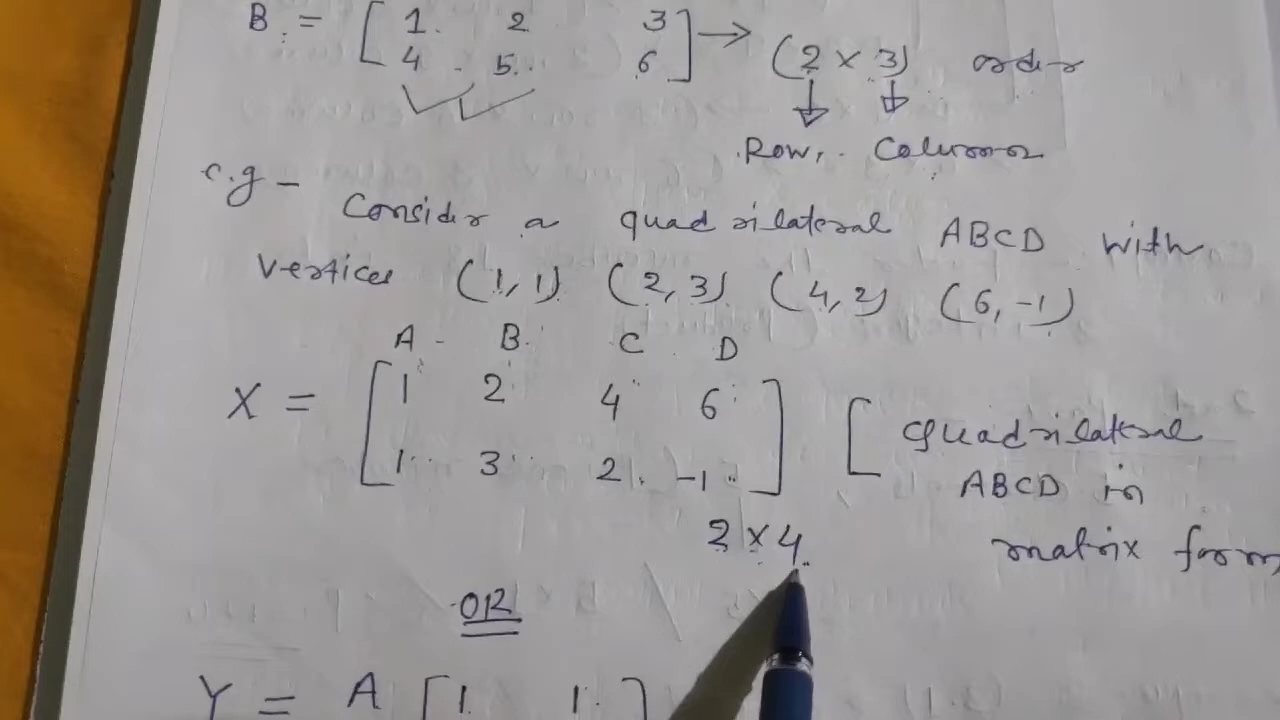 B = [ 1 2 3
4 5 6 ] → (2 × 3) order
Row, Column
e.g - Consider a quadrilateral ABCD with
vertices (1,1) (2,3) (4,2) (6,-1)
A B C D
X = [ 1 2 4 6
1 3 2 -1 ] [ quadrilateral
ABCD in
2 × 4 matrix form
OR
Y = A [ 1 1 ]